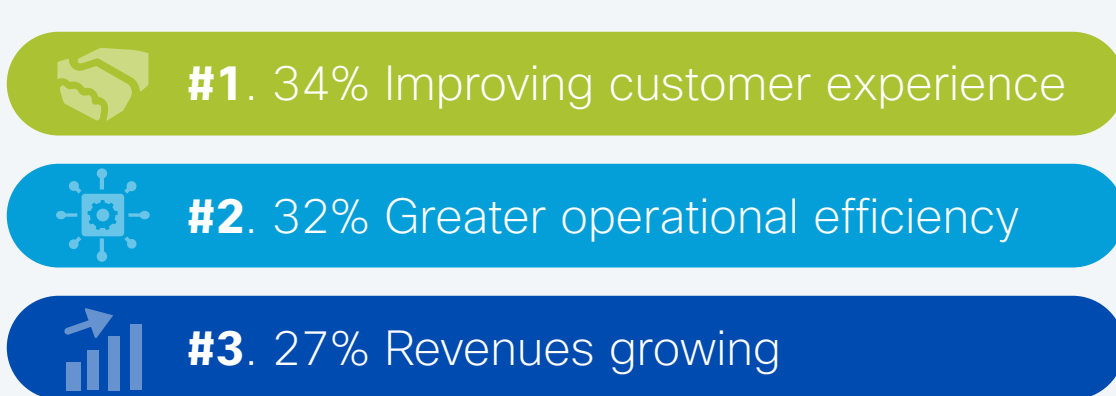 #1. 34% Improving customer experience
#2. 32% Greater operational efficiency
#3. 27% Revenues growing